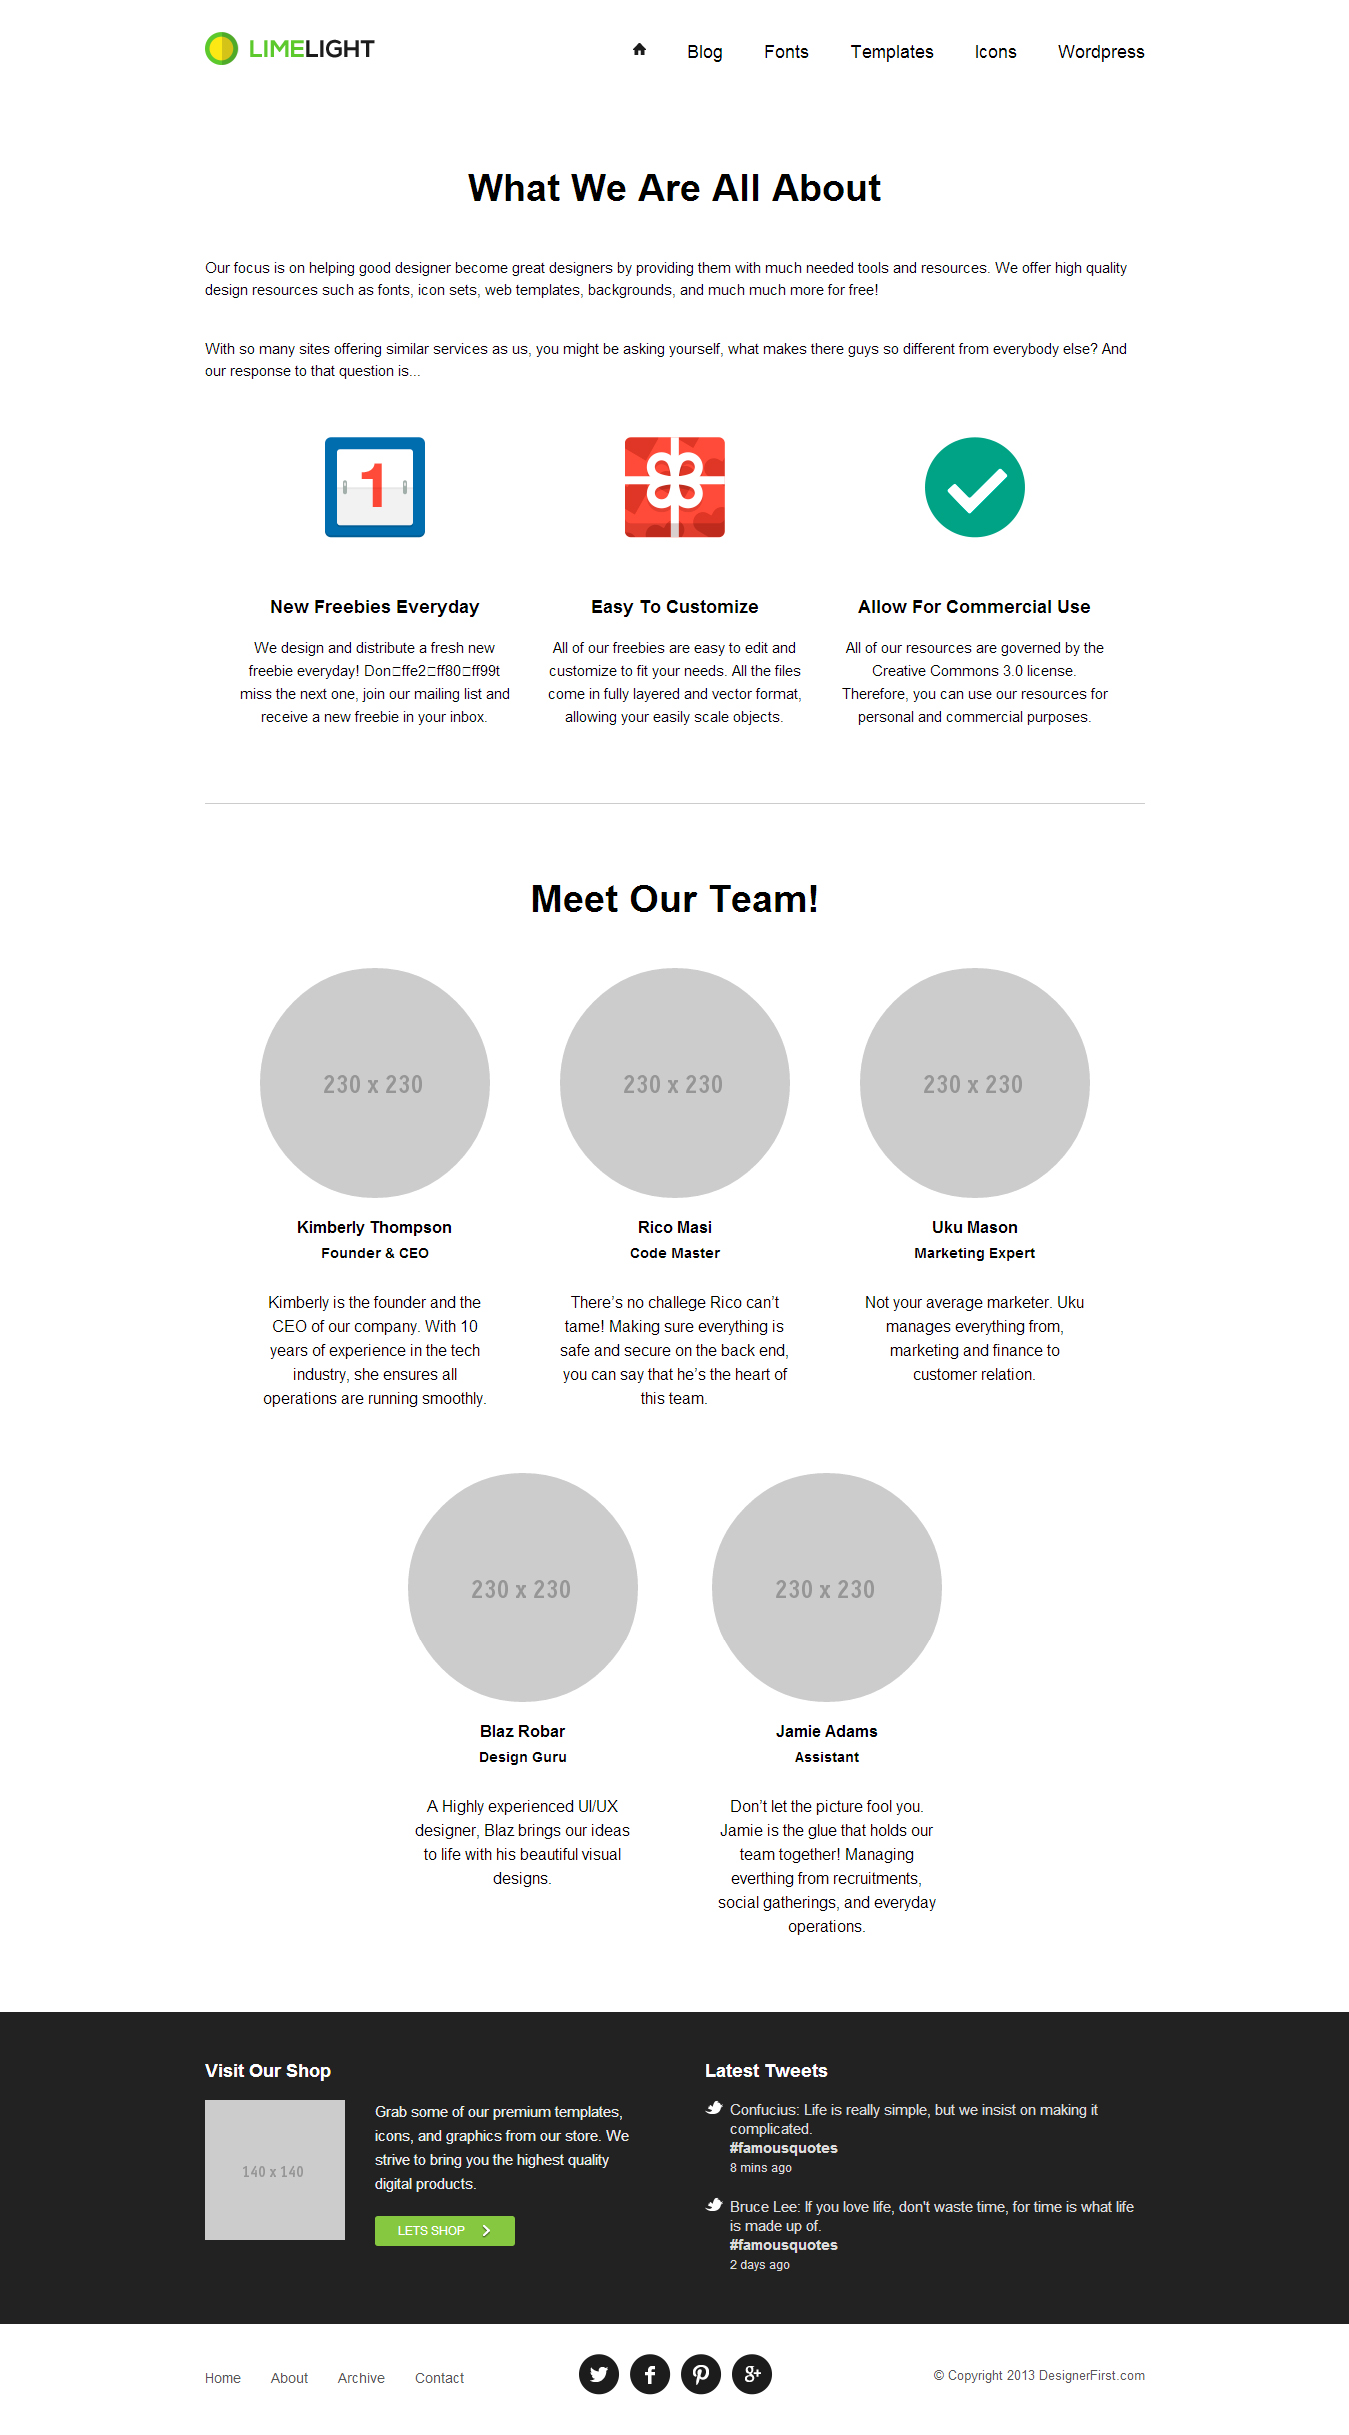 LIMELIGHT
Blog Fonts Templates Icons Wordpress
What We Are All About
Our focus is on helping good designer become great designers by providing them with much needed tools and resources. We offer high quality
design resources such as fonts, icon sets, web templates, backgrounds, and much much more for free!
With so many sites offering similar services as us, you might be asking yourself, what makes there guys so different from everybody else? And
our response to that question is...
1
New Freebies Everyday
We design and distribute a fresh new
freebie everyday! Don□ffe2□ff80□ff99t
miss the next one, join our mailing list and
receive a new freebie in your inbox.
Easy To Customize
All of our freebies are easy to edit and
customize to fit your needs. All the files
come in fully layered and vector format,
allowing your easily scale objects.
Allow For Commercial Use
All of our resources are governed by the
Creative Commons 3.0 license.
Therefore, you can use our resources for
personal and commercial purposes.
Meet Our Team!
230 x 230
Kimberly Thompson
Founder & CEO
Kimberly is the founder and the
CEO of our company. With 10
years of experience in the tech
industry, she ensures all
operations are running smoothly.
230 x 230
Rico Masi
Code Master
There’s no challege Rico can’t
tame! Making sure everything is
safe and secure on the back end,
you can say that he’s the heart of
this team.
230 x 230
Uku Mason
Marketing Expert
Not your average marketer. Uku
manages everything from,
marketing and finance to
customer relation.
230 x 230
Blaz Robar
Design Guru
A Highly experienced UI/UX
designer, Blaz brings our ideas
to life with his beautiful visual
designs.
230 x 230
Jamie Adams
Assistant
Don’t let the picture fool you.
Jamie is the glue that holds our
team together! Managing
everthing from recruitments,
social gatherings, and everyday
operations.
Visit Our Shop
140 x 140
Grab some of our premium templates,
icons, and graphics from our store. We
strive to bring you the highest quality
digital products.
LETS SHOP
Latest Tweets
Confucius: Life is really simple, but we insist on making it
complicated.
#famousquotes
8 mins ago
Bruce Lee: If you love life, don't waste time, for time is what life
is made up of.
#famousquotes
2 days ago
Home About Archive Contact
© Copyright 2013 DesignerFirst.com